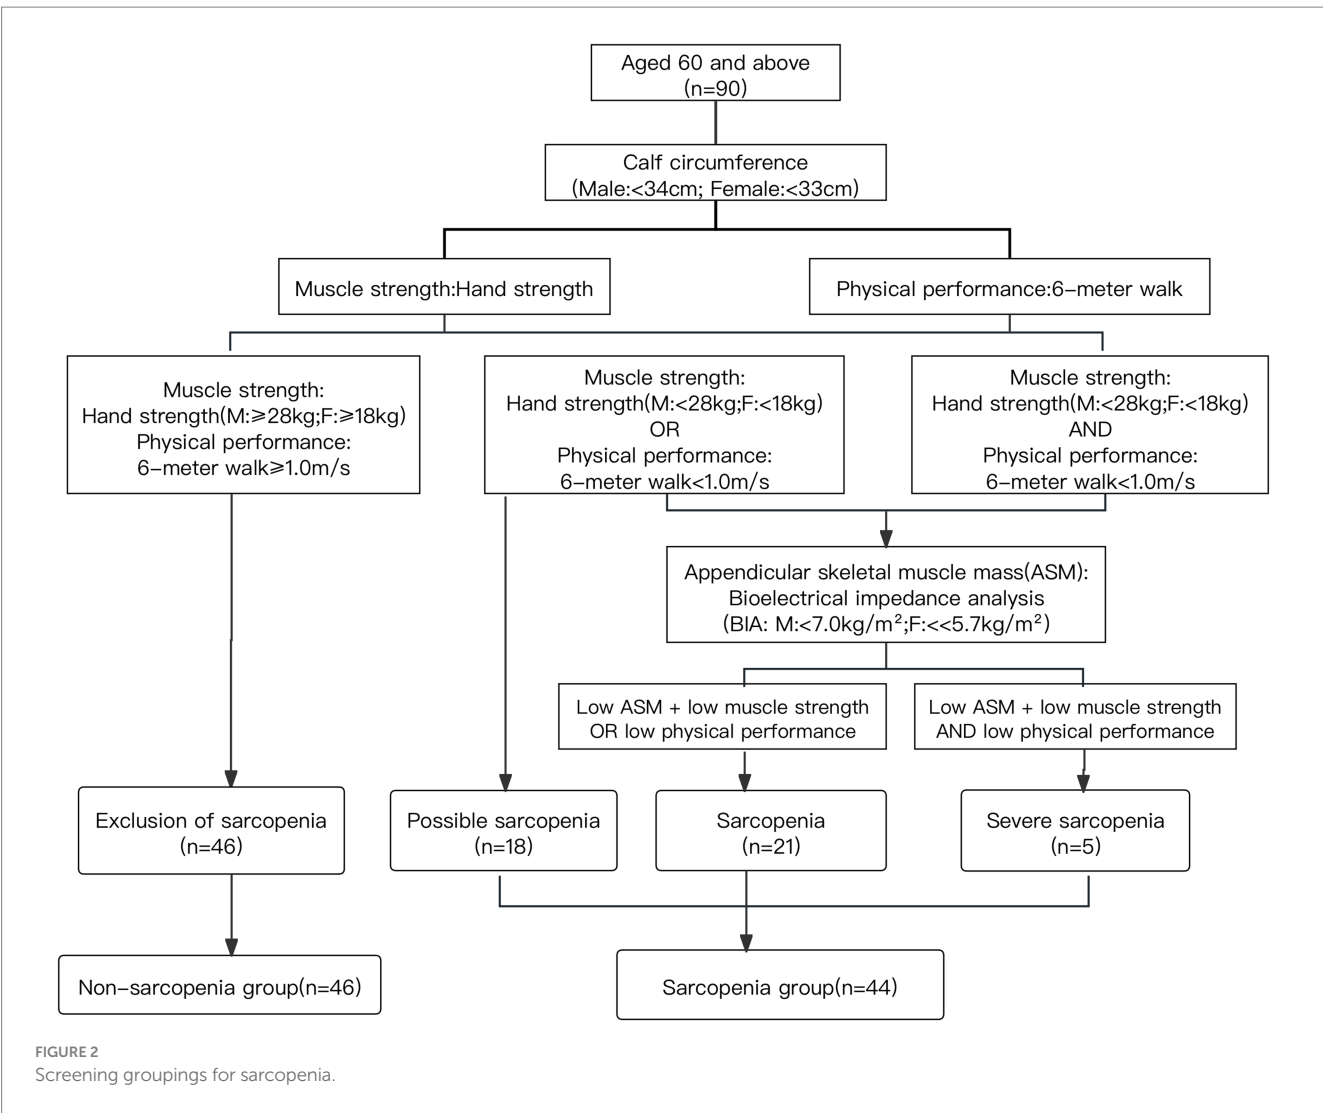 Aged 60 and above
(n=90)
Calf circumference
(Male:<34cm; Female:<33cm)
Muscle strength:Hand strength
Physical performance:6–meter walk
Muscle strength:
Hand strength(M:⩾28kg;F:⩾18kg)
Physical performance:
6–meter walk⩾1.0m/s
Muscle strength:
Hand strength(M:<28kg;F:<18kg)
OR
Physical performance:
6–meter walk<1.0m/s
Muscle strength:
Hand strength(M:<28kg;F:<18kg)
AND
Physical performance:
6–meter walk<1.0m/s
Appendicular skeletal muscle mass(ASM):
Bioelectrical impedance analysis
(BIA: M:<7.0kg/m²;F:<<5.7kg/m²)
Low ASM + low muscle strength
OR low physical performance
Low ASM + low muscle strength
AND low physical performance
Exclusion of sarcopenia
(n=46)
Possible sarcopenia
(n=18)
Sarcopenia
(n=21)
Severe sarcopenia
(n=5)
Non–sarcopenia group(n=46)
Sarcopenia group(n=44)
FIGURE 2
Screening groupings for sarcopenia.